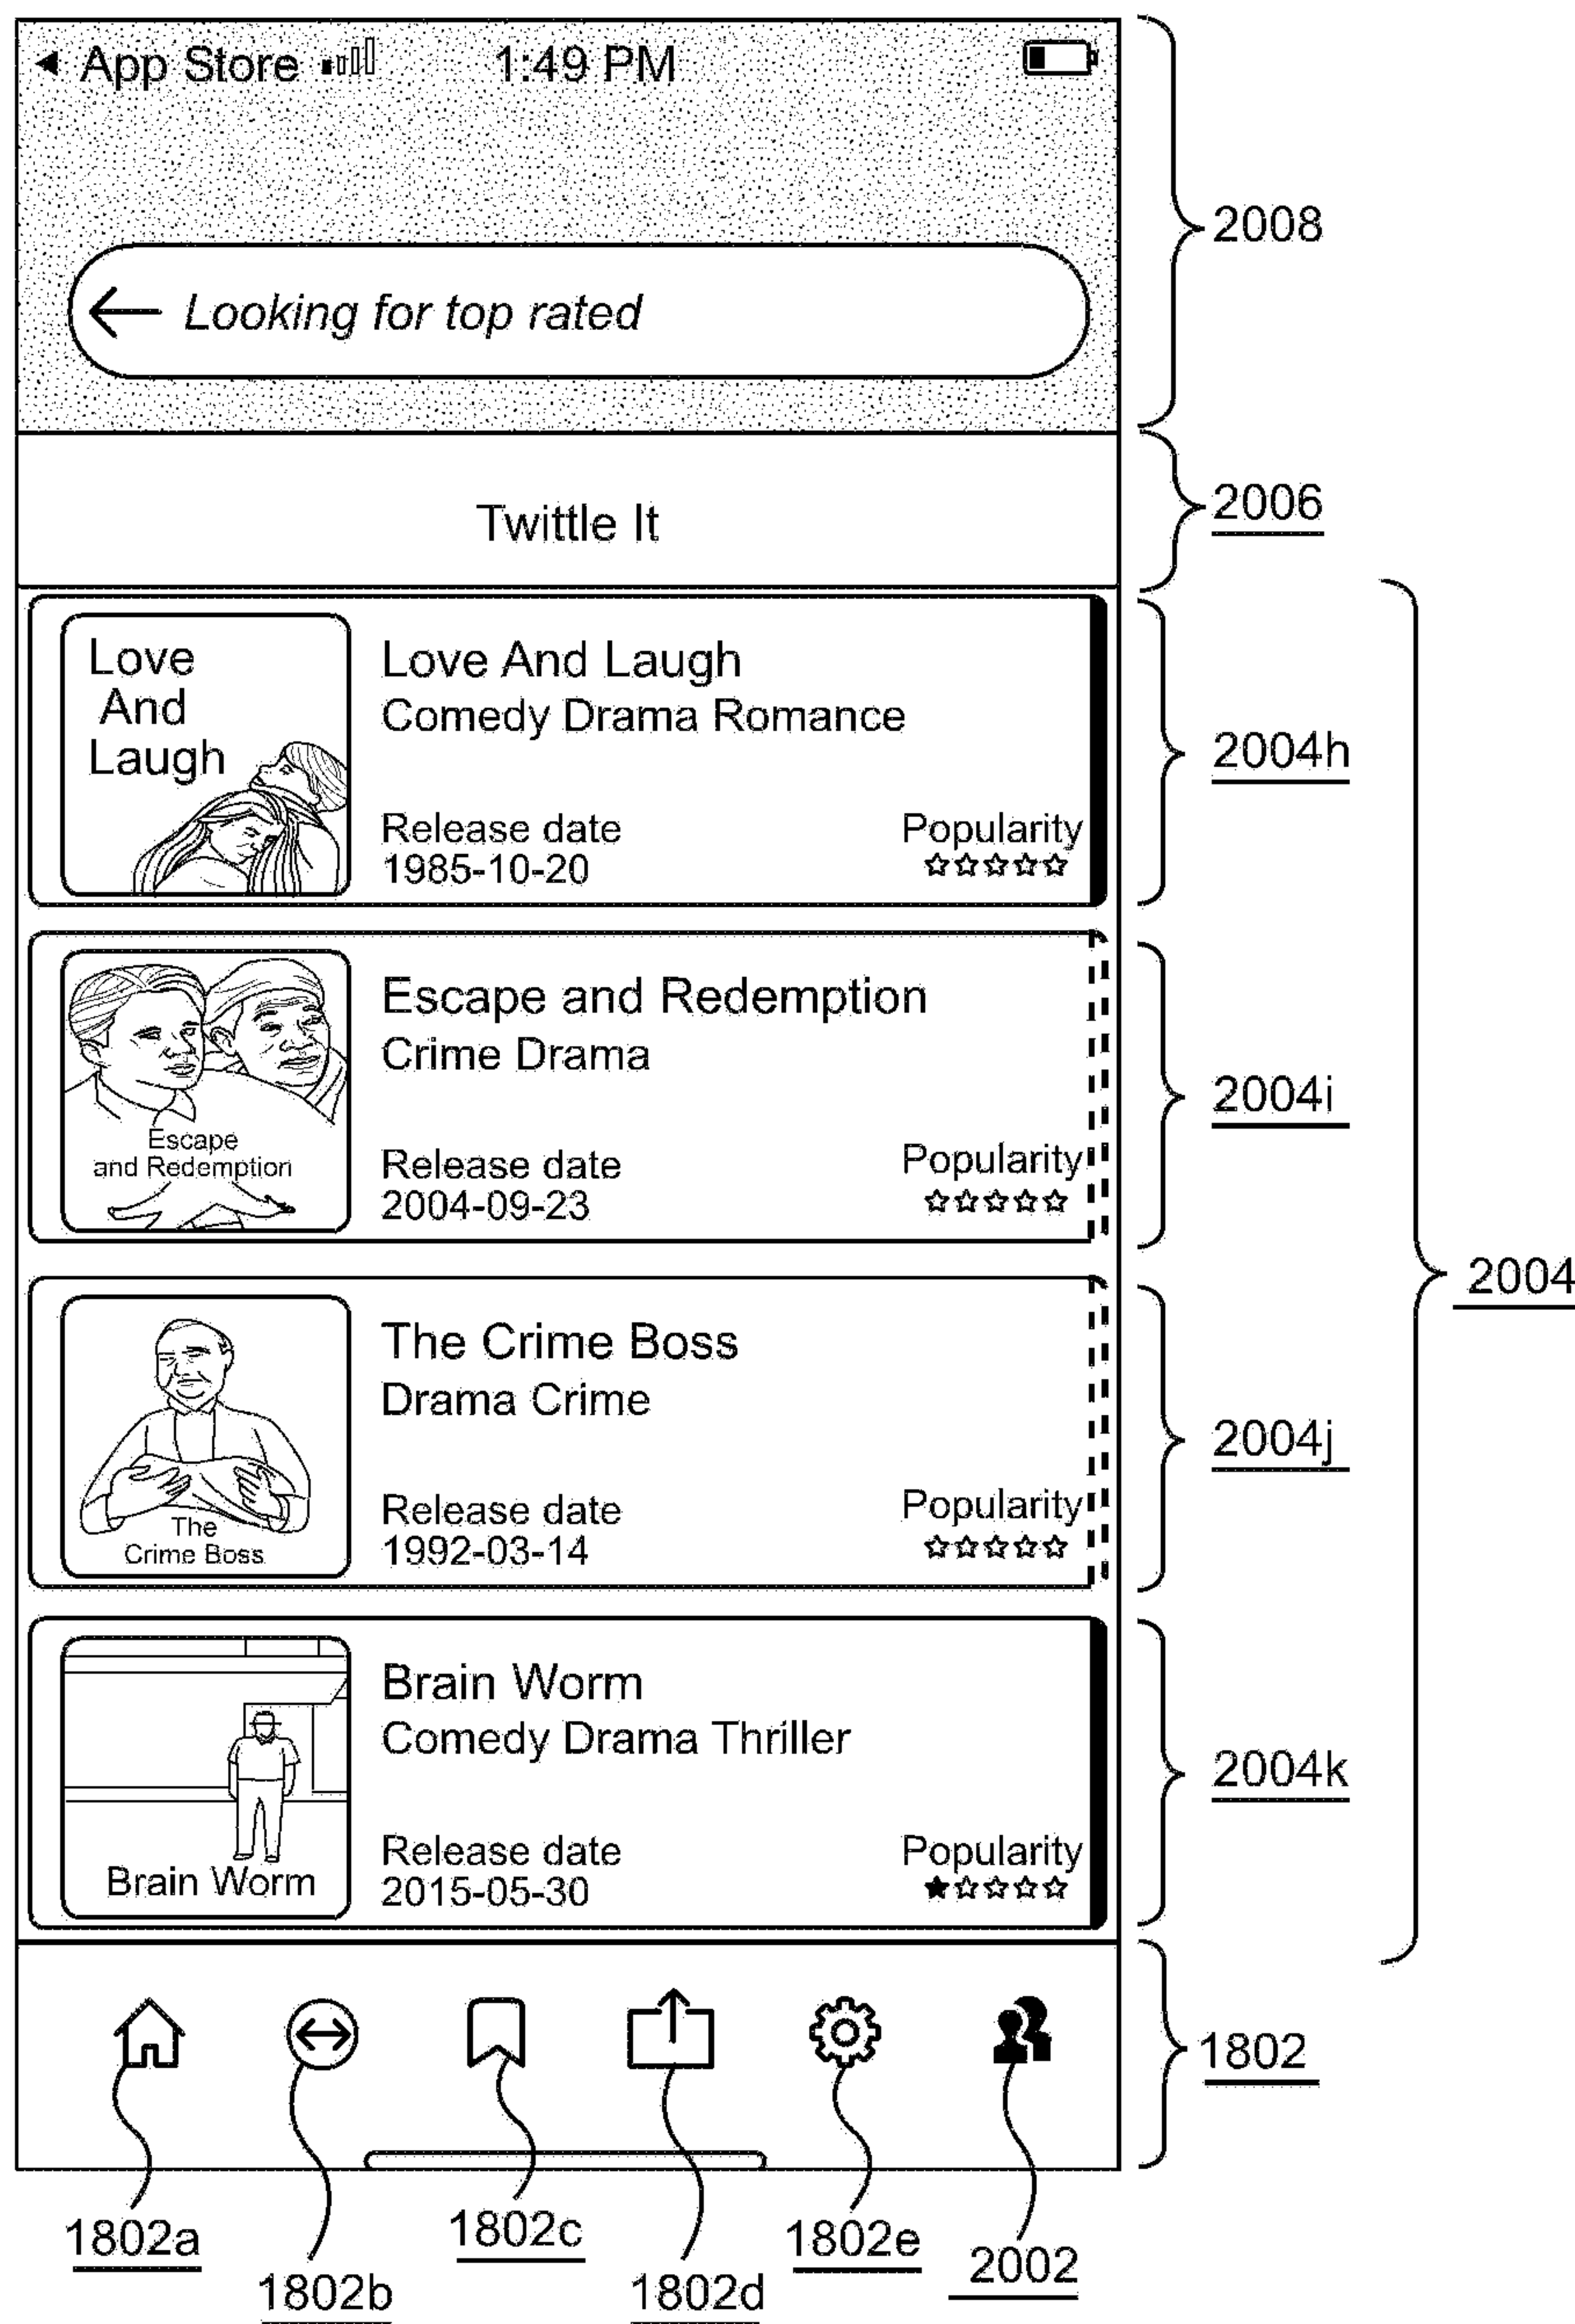 App Store 1:49 PM
2008
Looking for top rated
Twittle It
2006
Love
And
Laugh
Love And Laugh
Comedy Drama Romance
Release date
1985-10-20
Popularity
2004h
Escape
and Redemption
Escape and Redemption
Crime Drama
Release date
2004-09-23
Popularity
2004i
2004
The
Crime Boss
The Crime Boss
Drama Crime
Release date
1992-03-14
Popularity
2004j
Brain Worm
Brain Worm
Comedy Drama Thriller
Release date
2015-05-30
Popularity
2004k
1802
1802a
1802b
1802c
1802d
1802e
2002